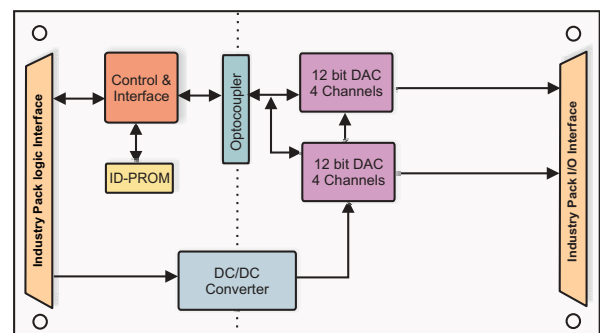 Industry Pack logic Interface
Control &
Interface
ID-PROM
Optocoupler
12 bit DAC
4 Channels
12 bit DAC
4 Channels
DC/DC
Converter
Industry Pack I/O Interface